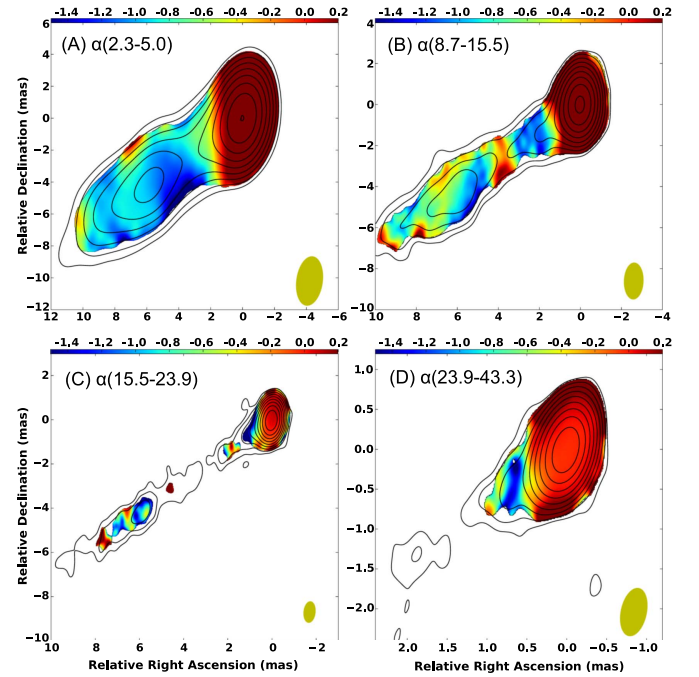 -1.4 -1.2 -1.0 -0.8 -0.6 -0.4 -0.2 0.0 0.2
(A) α(2.3-5.0)
Relative Declination (mas)
6
4
2
0
−2
−4
−6
−8
−10
−12
12 10 8 6 4 2 0 −2 −4
-1.4 -1.2 -1.0 -0.8 -0.6 -0.4 -0.2 0.0 0.2
(B) α(8.7-15.5)
4
2
0
−2
−4
−6
−8
−10
10 8 6 4 2 0 −2 −4 −6
-1.4 -1.2 -1.0 -0.8 -0.6 -0.4 -0.2 0.0 0.2
(C) α(15.5-23.9)
Relative Declination (mas)
2
0
−2
−4
−6
−8
−10
10 8 6 4 2 0 −2
Relative Right Ascension (mas)
-1.4 -1.2 -1.0 -0.8 -0.6 -0.4 -0.2 0.0 0.2
(D) α(23.9-43.3)
1.0
0.5
0.0
−0.5
−1.0
−1.5
−2.0
2.0 1.5 1.0 0.5 0.0 −0.5 −1.0
Relative Right Ascension (mas)